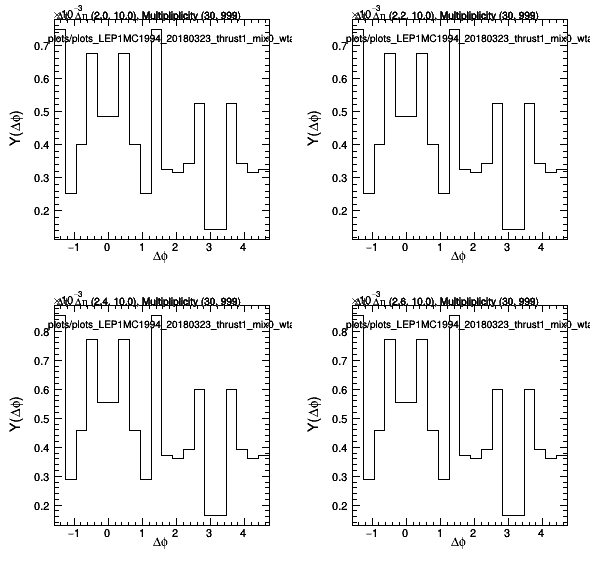 ×10⁻³ Δη (2.0, 10.0), Multipliplicity (30, 999)
plots/plots_LEP1MC1994_20180323_thrust1_mix0_wta
Y(Δϕ)
0.7
0.6
0.5
0.4
0.3
0.2
−1 0 1 2 3 4
Δϕ
×10⁻³ Δη (2.2, 10.0), Multipliplicity (30, 999)
plots/plots_LEP1MC1994_20180323_thrust1_mix0_wta
Y(Δϕ)
0.7
0.6
0.5
0.4
0.3
0.2
−1 0 1 2 3 4
Δϕ
×10⁻³ Δη (2.4, 10.0), Multipliplicity (30, 999)
plots/plots_LEP1MC1994_20180323_thrust1_mix0_wta
Y(Δϕ)
0.8
0.7
0.6
0.5
0.4
0.3
0.2
−1 0 1 2 3 4
Δϕ
×10⁻³ Δη (2.6, 10.0), Multipliplicity (30, 999)
plots/plots_LEP1MC1994_20180323_thrust1_mix0_wta
Y(Δϕ)
0.8
0.7
0.6
0.5
0.4
0.3
0.2
−1 0 1 2 3 4
Δϕ